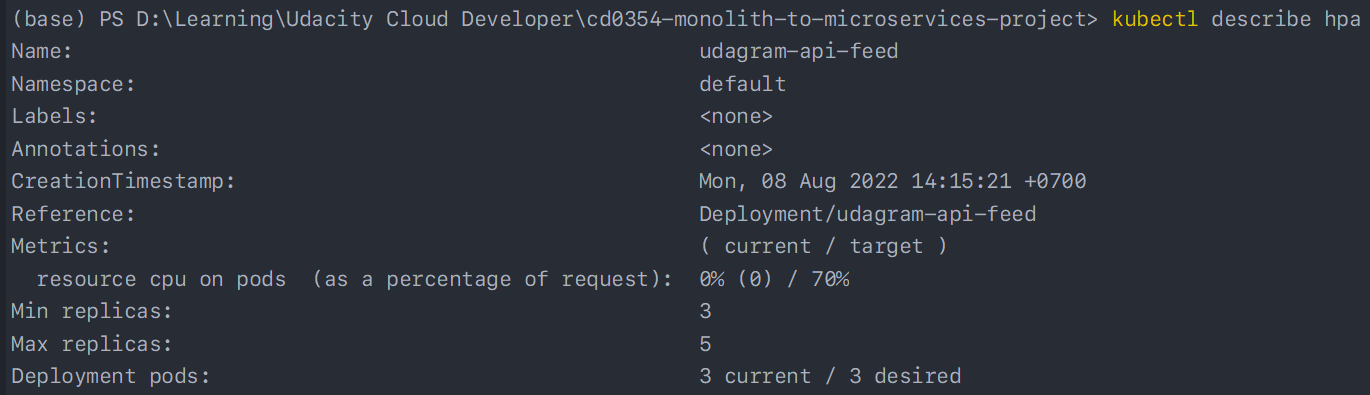 (base) PS D:\Learning\Udacity Cloud Developer\cd0354-monolith-to-microservices-project> kubectl describe hpa
Name: udagram-api-feed
Namespace: default
Labels: <none>
Annotations: <none>
CreationTimestamp: Mon, 08 Aug 2022 14:15:21 +0700
Reference: Deployment/udagram-api-feed
Metrics: ( current / target )
  resource cpu on pods  (as a percentage of request): 0% (0) / 70%
Min replicas: 3
Max replicas: 5
Deployment pods: 3 current / 3 desired